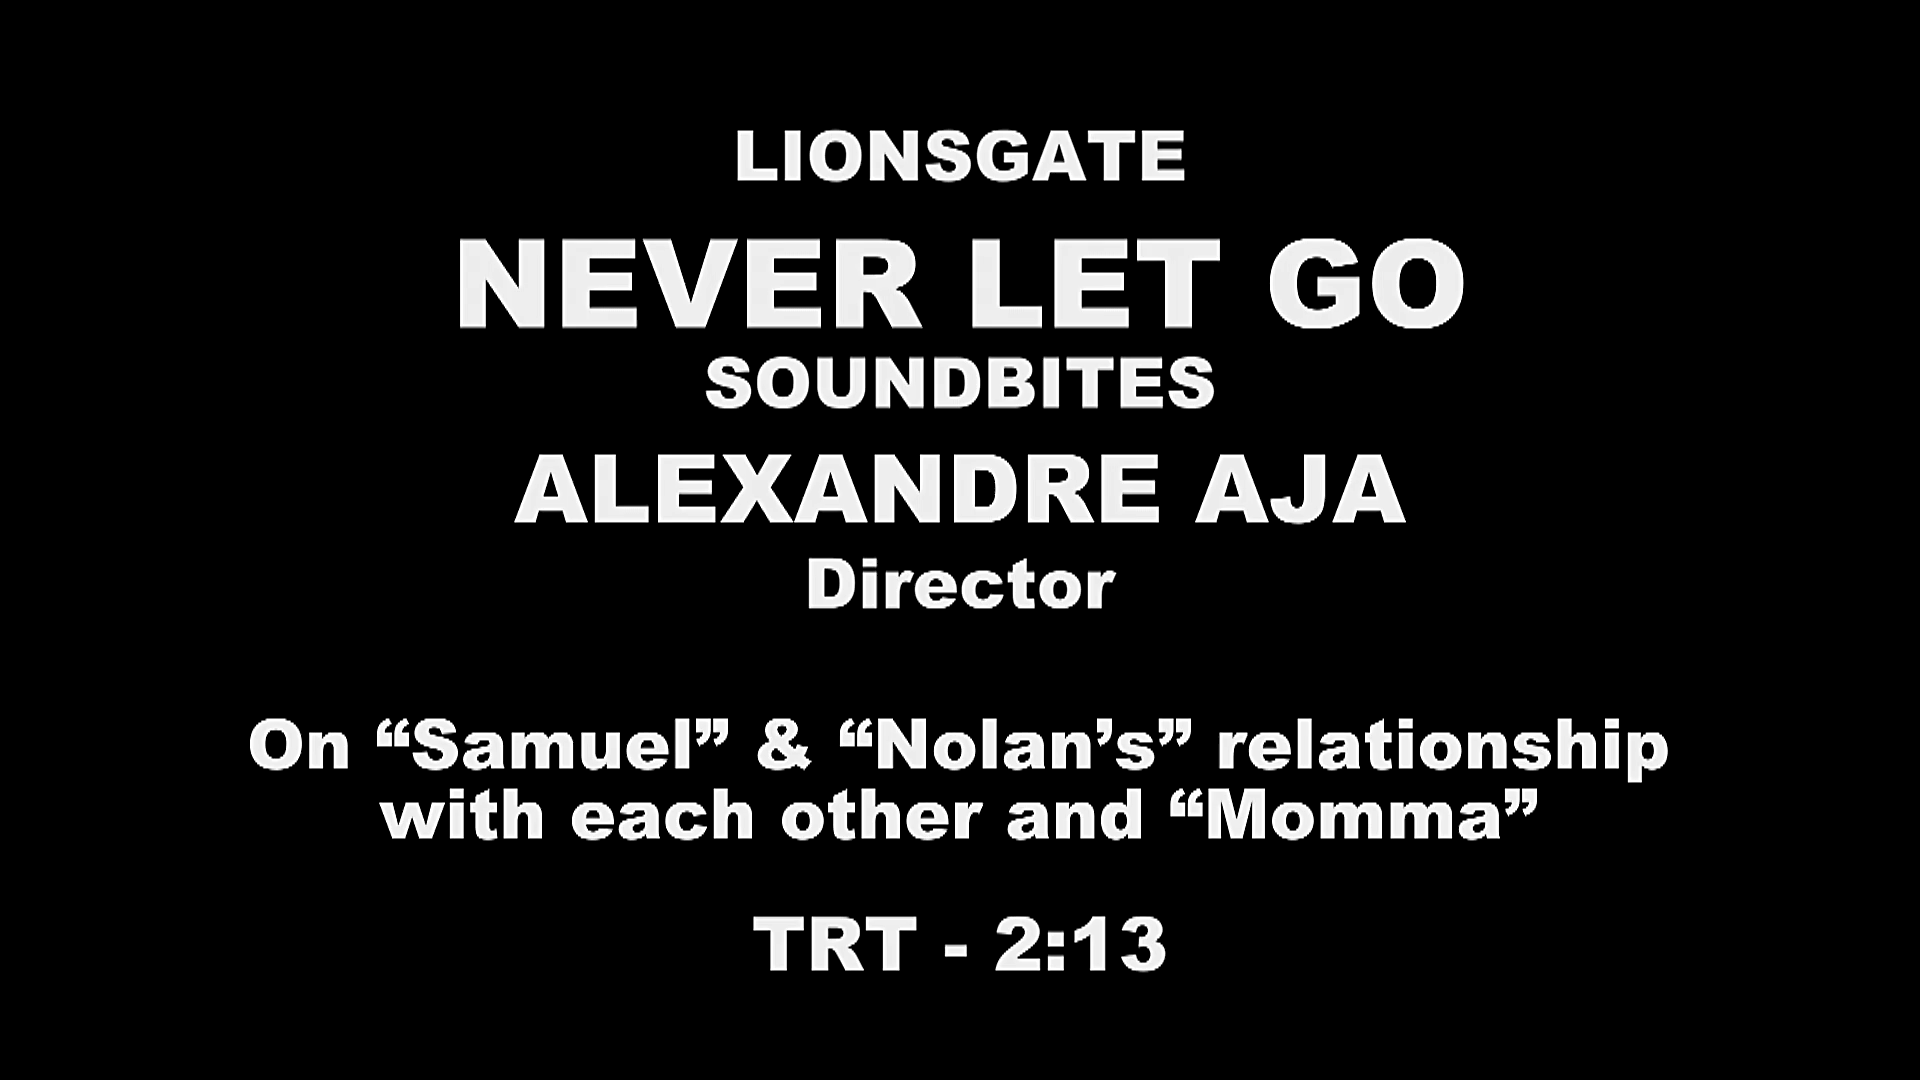 LIONSGATE
NEVER LET GO
SOUNDBITES
ALEXANDRE AJA
Director
On “Samuel” & “Nolan’s” relationship
with each other and “Momma”
TRT - 2:13